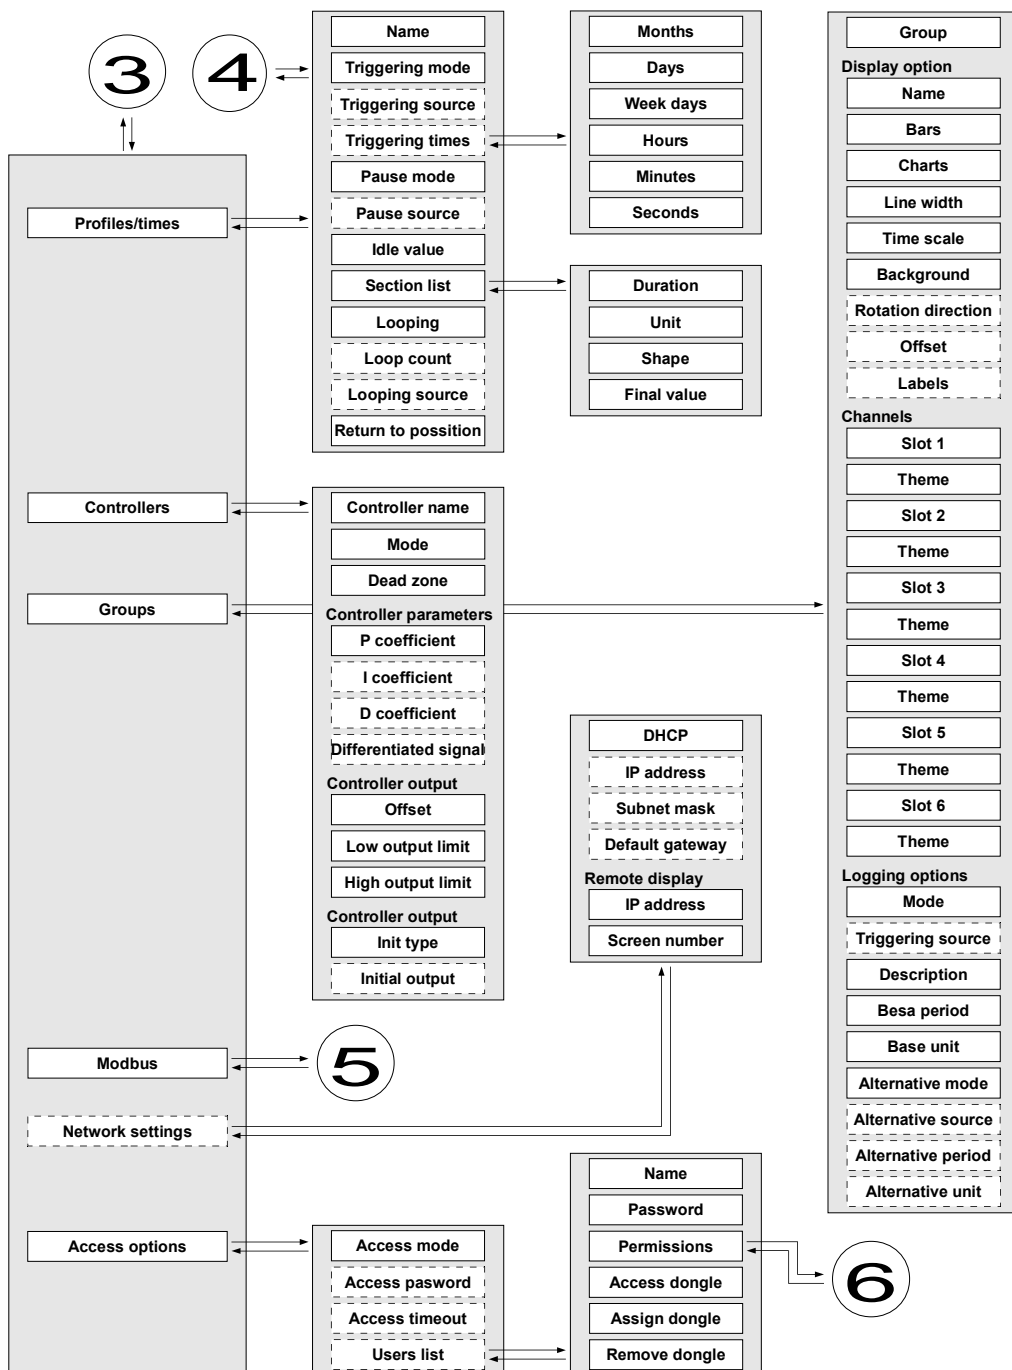 3
4
Profiles/times
Controllers
Groups
Modbus
Network settings
Access options
Name
Triggering mode
Triggering source
Triggering times
Pause mode
Pause source
Idle value
Section list
Looping
Loop count
Looping source
Return to possition
Months
Days
Week days
Hours
Minutes
Seconds
Duration
Unit
Shape
Final value
Controller name
Mode
Dead zone
Controller parameters
P coefficient
I coefficient
D coefficient
Differentiated signal
Controller output
Offset
Low output limit
High output limit
Controller output
Init type
Initial output
5
DHCP
IP address
Subnet mask
Default gateway
Remote display
IP address
Screen number
Access mode
Access pasword
Access timeout
Users list
Name
Password
Permissions
Access dongle
Assign dongle
Remove dongle
6
Group
Display option
Name
Bars
Charts
Line width
Time scale
Background
Rotation direction
Offset
Labels
Channels
Slot 1
Theme
Slot 2
Theme
Slot 3
Theme
Slot 4
Theme
Slot 5
Theme
Slot 6
Theme
Logging options
Mode
Triggering source
Description
Besa period
Base unit
Alternative mode
Alternative source
Alternative period
Alternative unit